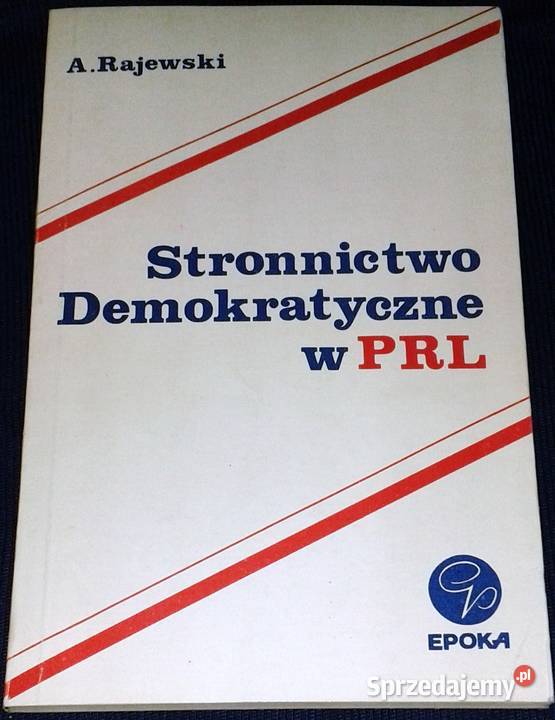 A.Rajewski
Stronnictwo
Demokratyczne
w PRL
EPOKA
Sprzedajemy.pl